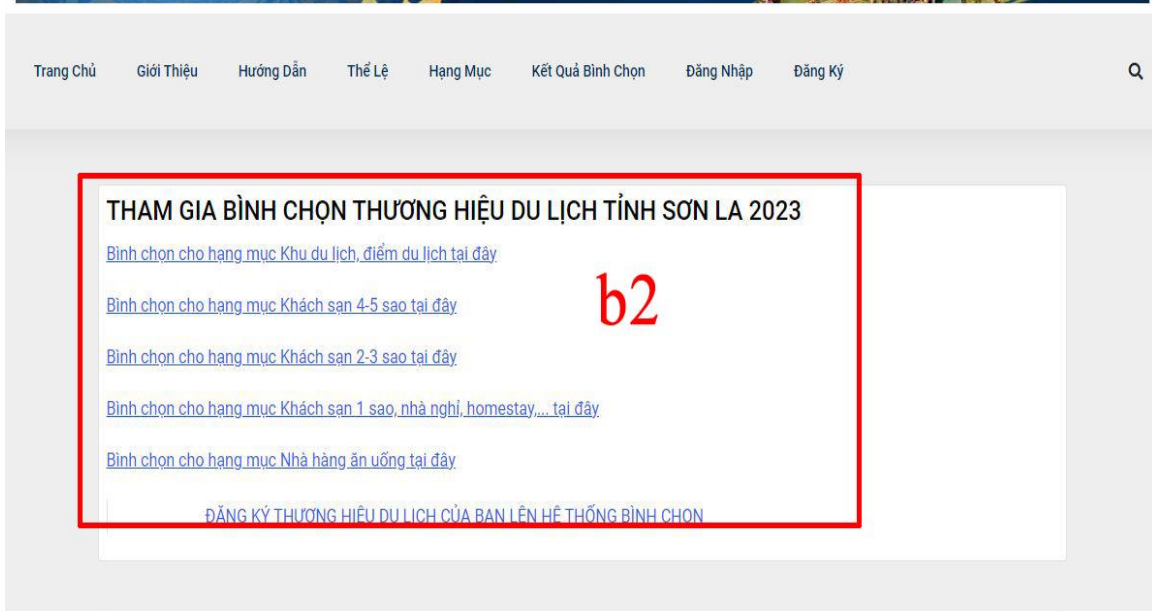 Trang Chủ Giới Thiệu Hướng Dẫn Thể Lệ Hạng Mục Kết Quả Bình Chọn Đăng Nhập Đăng Ký
THAM GIA BÌNH CHỌN THƯƠNG HIỆU DU LỊCH TỈNH SƠN LA 2023
Bình chọn cho hạng mục Khu du lịch, điểm du lịch tại đây
b2
Bình chọn cho hạng mục Khách sạn 4-5 sao tại đây
Bình chọn cho hạng mục Khách sạn 2-3 sao tại đây
Bình chọn cho hạng mục Khách sạn 1 sao, nhà nghỉ, homestay,... tại đây
Bình chọn cho hạng mục Nhà hàng ăn uống tại đây
ĐĂNG KÝ THƯƠNG HIỆU DU LỊCH CỦA BẠN LÊN HỆ THỐNG BÌNH CHỌN